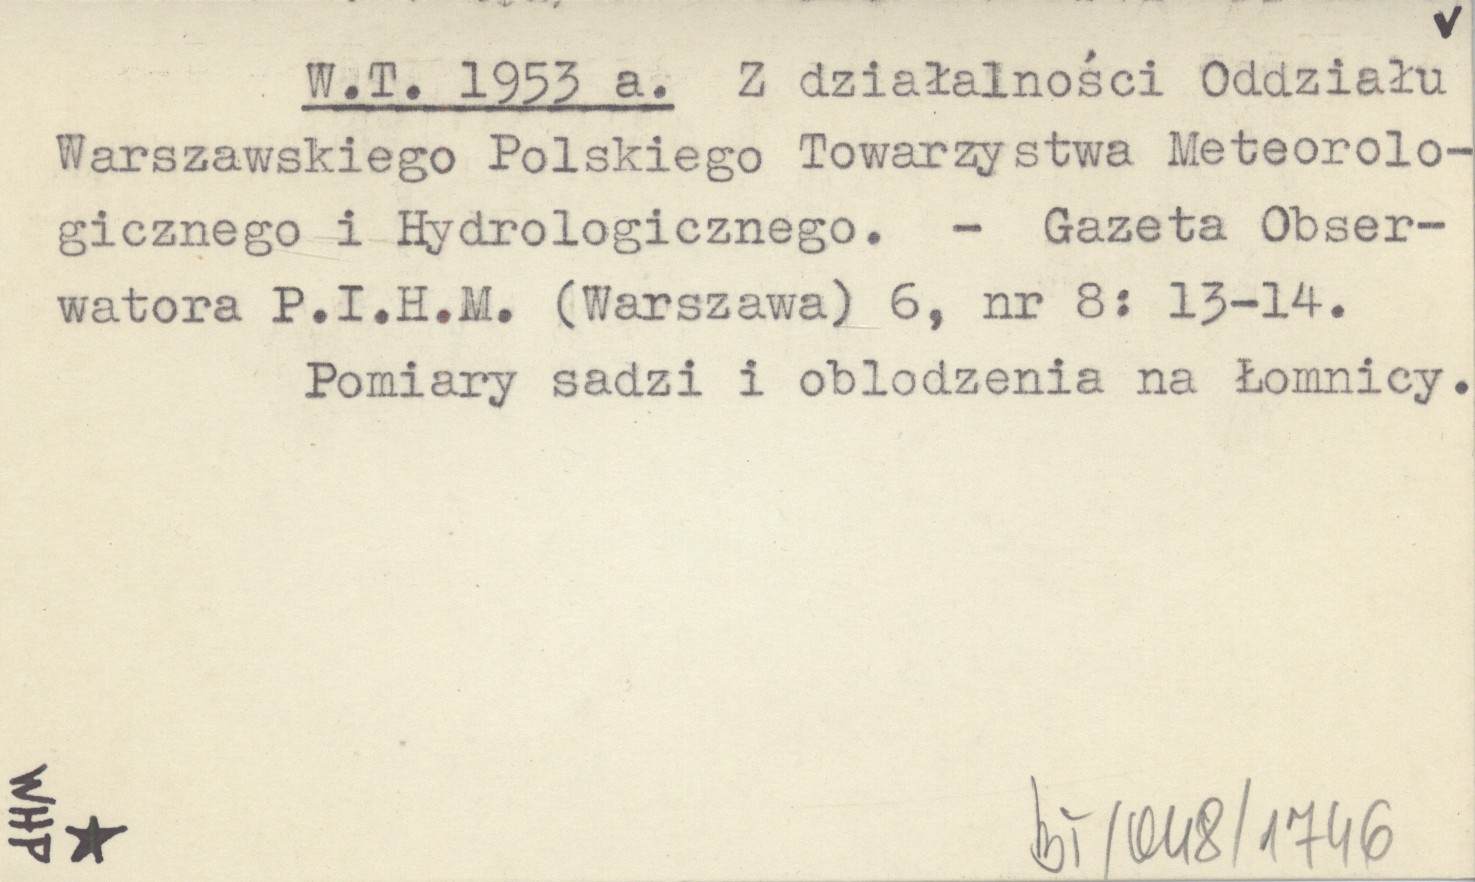 v
W.T. 1953 a. Z działalności Oddziału
Warszawskiego Polskiego Towarzystwa Meteorolo-
gicznego i Hydrologicznego. - Gazeta Obser-
watora P.I.H.M. (Warszawa) 6, nr 8: 13-14.
Pomiary sadzi i oblodzenia na Łomnicy.
WHP
/048/1746